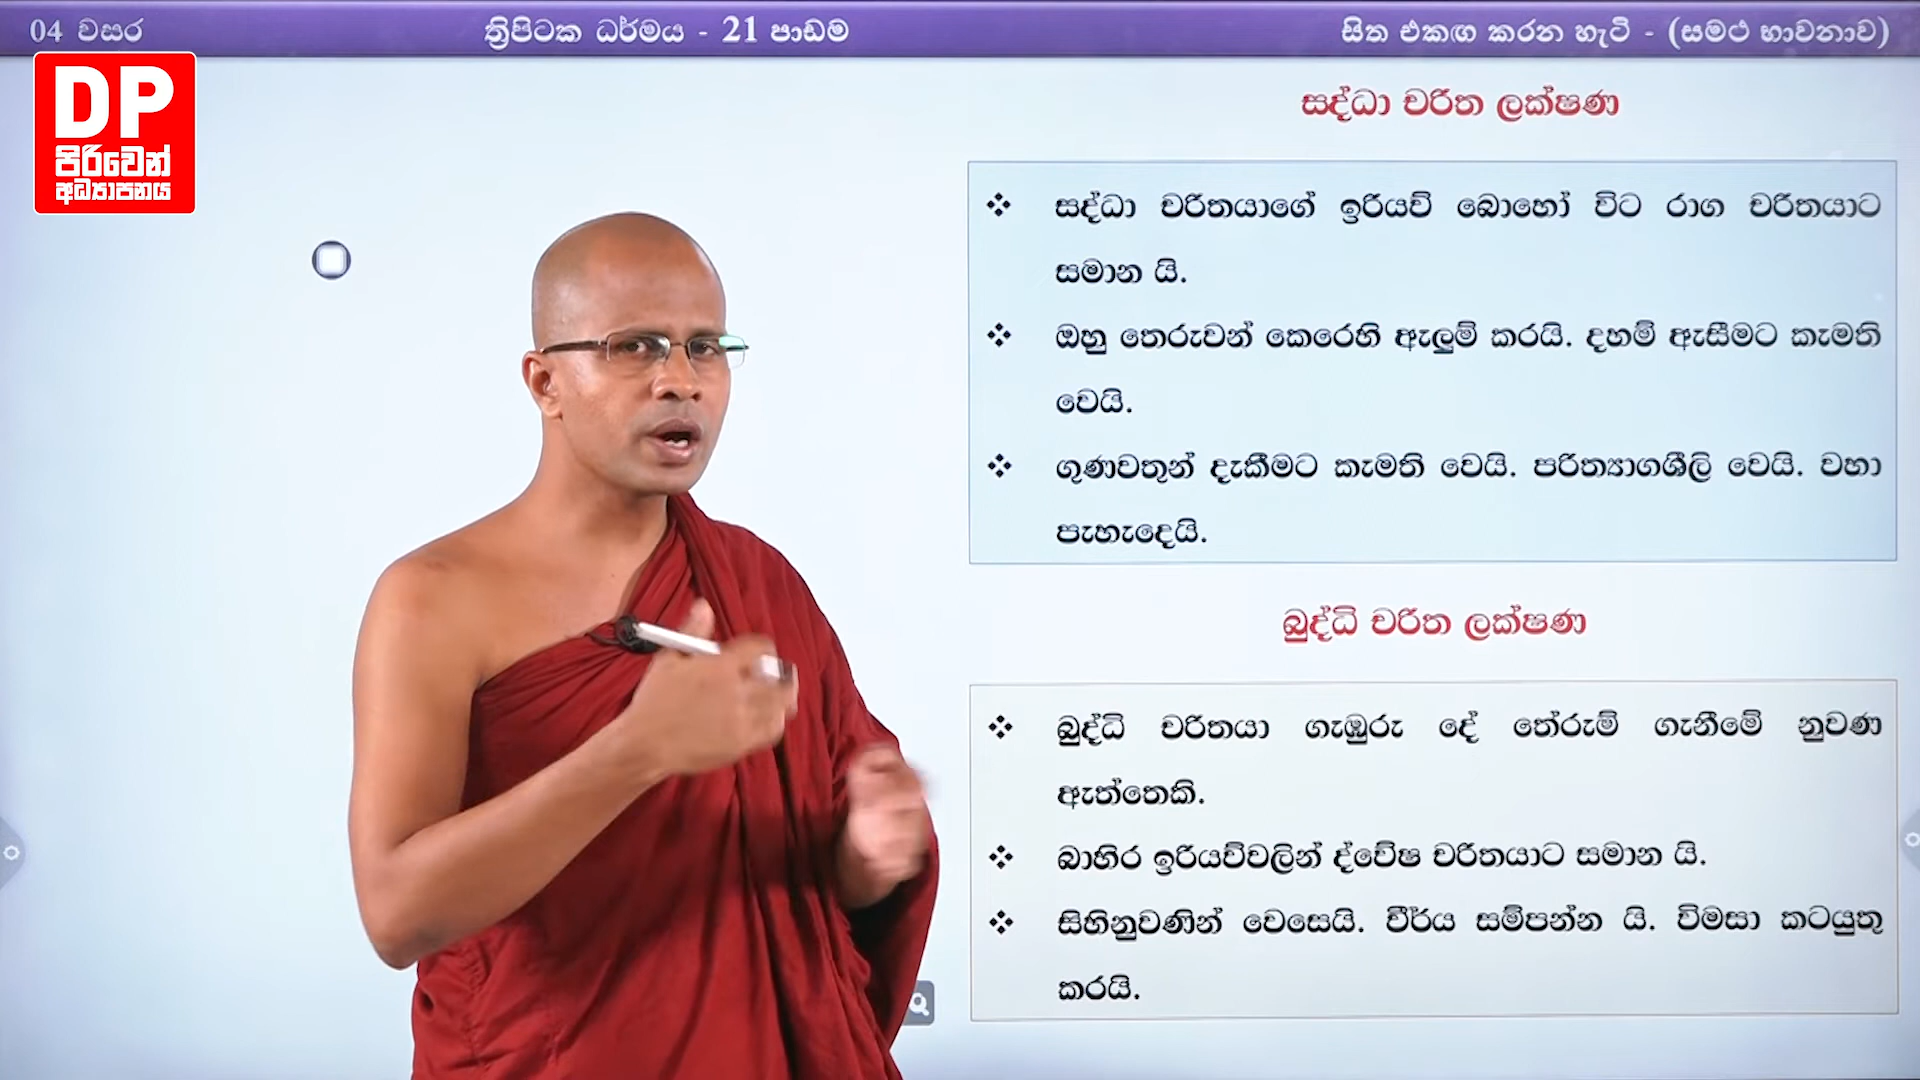 04 වසර
ත්‍රිපිටක ධර්මය - 21 පාඩම
සිත එකඟ කරන හැටි - (සමථ භාවනාව)
DP
පිරිවෙන්
අධ්‍යාපනය
සද්ධා චරිත ලක්ෂණ
සද්ධා චරිතයාගේ ඉරියව් බොහෝ විට රාග චරිතයාට
සමාන යි.
ඔහු තෙරුවන් කෙරෙහි ඇලුම් කරයි. දහම් ඇසීමට කැමති
වෙයි.
ගුණවතුන් දැකීමට කැමති වෙයි. පරිත්‍යාගශීලි වෙයි. වහා
පැහැදෙයි.
බුද්ධි චරිත ලක්ෂණ
බුද්ධි චරිතයා ගැඹුරු දේ තේරුම් ගැනීමේ නුවණ
ඇත්තෙකි.
බාහිර ඉරියව්වලින් ද්වේෂ චරිතයාට සමාන යි.
සිහිනුවණින් වෙසෙයි. වීර්ය සම්පන්න යි. විමසා කටයුතු
කරයි.